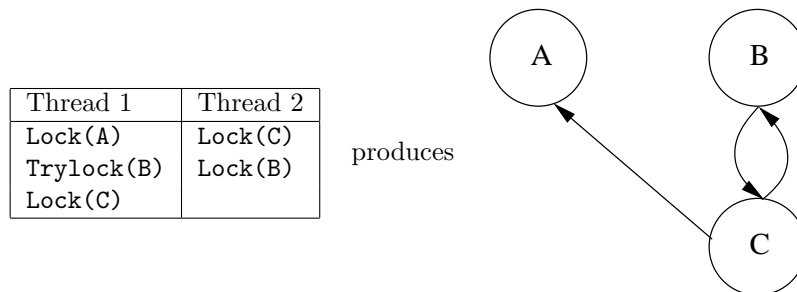 Thread 1 Thread 2
Lock(A) Lock(C)
Trylock(B) Lock(B)
Lock(C)
produces
A B
C